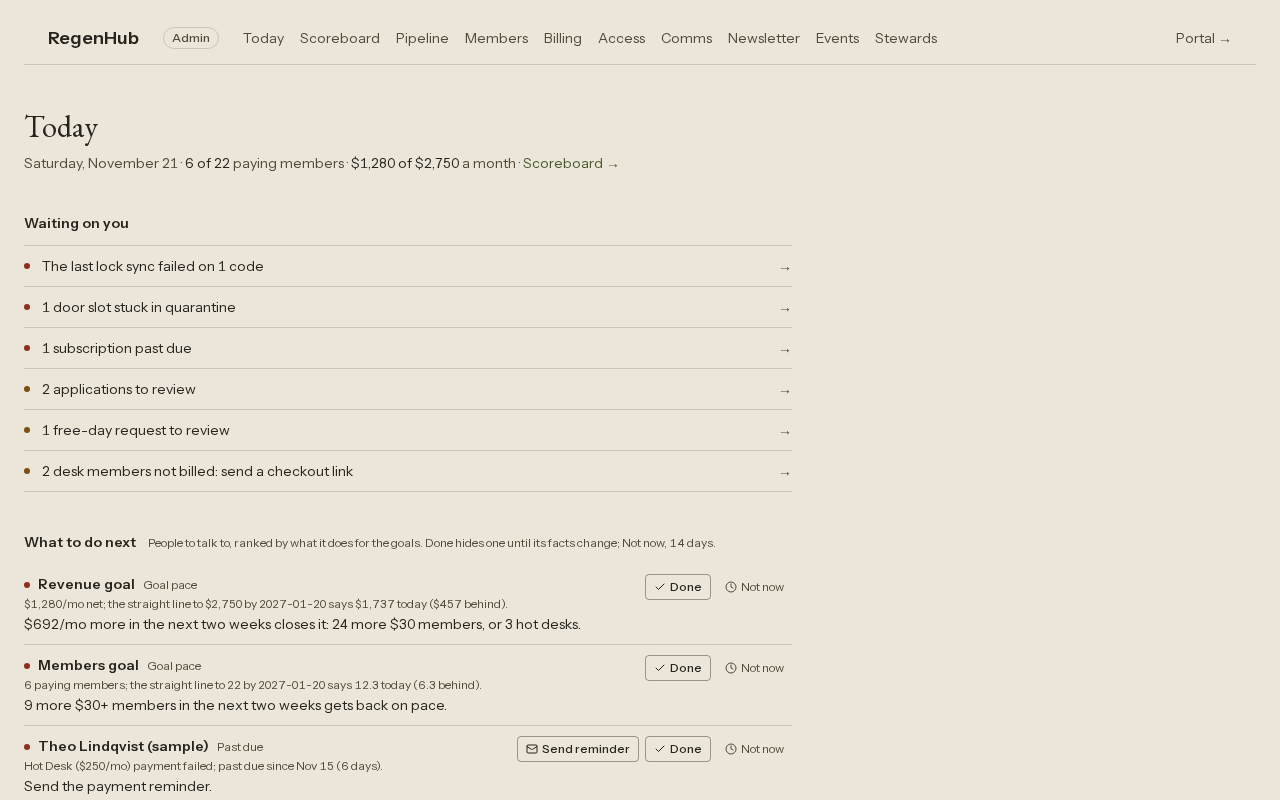 RegenHub Admin Today Scoreboard Pipeline Members Billing Access Comms Newsletter Events Stewards Portal →
Today
Saturday, November 21 · 6 of 22 paying members · $1,280 of $2,750 a month · Scoreboard →
Waiting on you
The last lock sync failed on 1 code →
1 door slot stuck in quarantine →
1 subscription past due →
2 applications to review →
1 free-day request to review →
2 desk members not billed: send a checkout link →
What to do next People to talk to, ranked by what it does for the goals. Done hides one until its facts change; Not now, 14 days.
Revenue goal Goal pace Done Not now
$1,280/mo net; the straight line to $2,750 by 2027-01-20 says $1,737 today ($457 behind).
$692/mo more in the next two weeks closes it: 24 more $30 members, or 3 hot desks.
Members goal Goal pace Done Not now
6 paying members; the straight line to 22 by 2027-01-20 says 12.3 today (6.3 behind).
9 more $30+ members in the next two weeks gets back on pace.
Theo Lindqvist (sample) Past due Send reminder Done Not now
Hot Desk ($250/mo) payment failed; past due since Nov 15 (6 days).
Send the payment reminder.